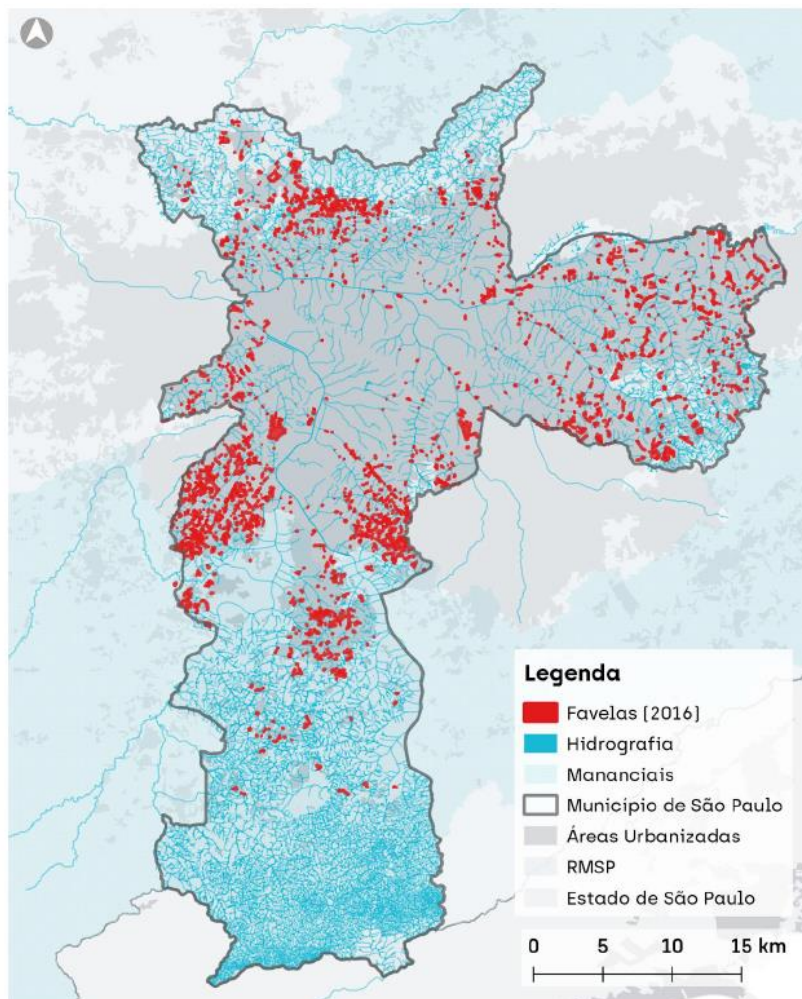 Legenda
Favelas (2016)
Hidrografia
Mananciais
Município de São Paulo
Áreas Urbanizadas
RMSP
Estado de São Paulo
0 5 10 15 km